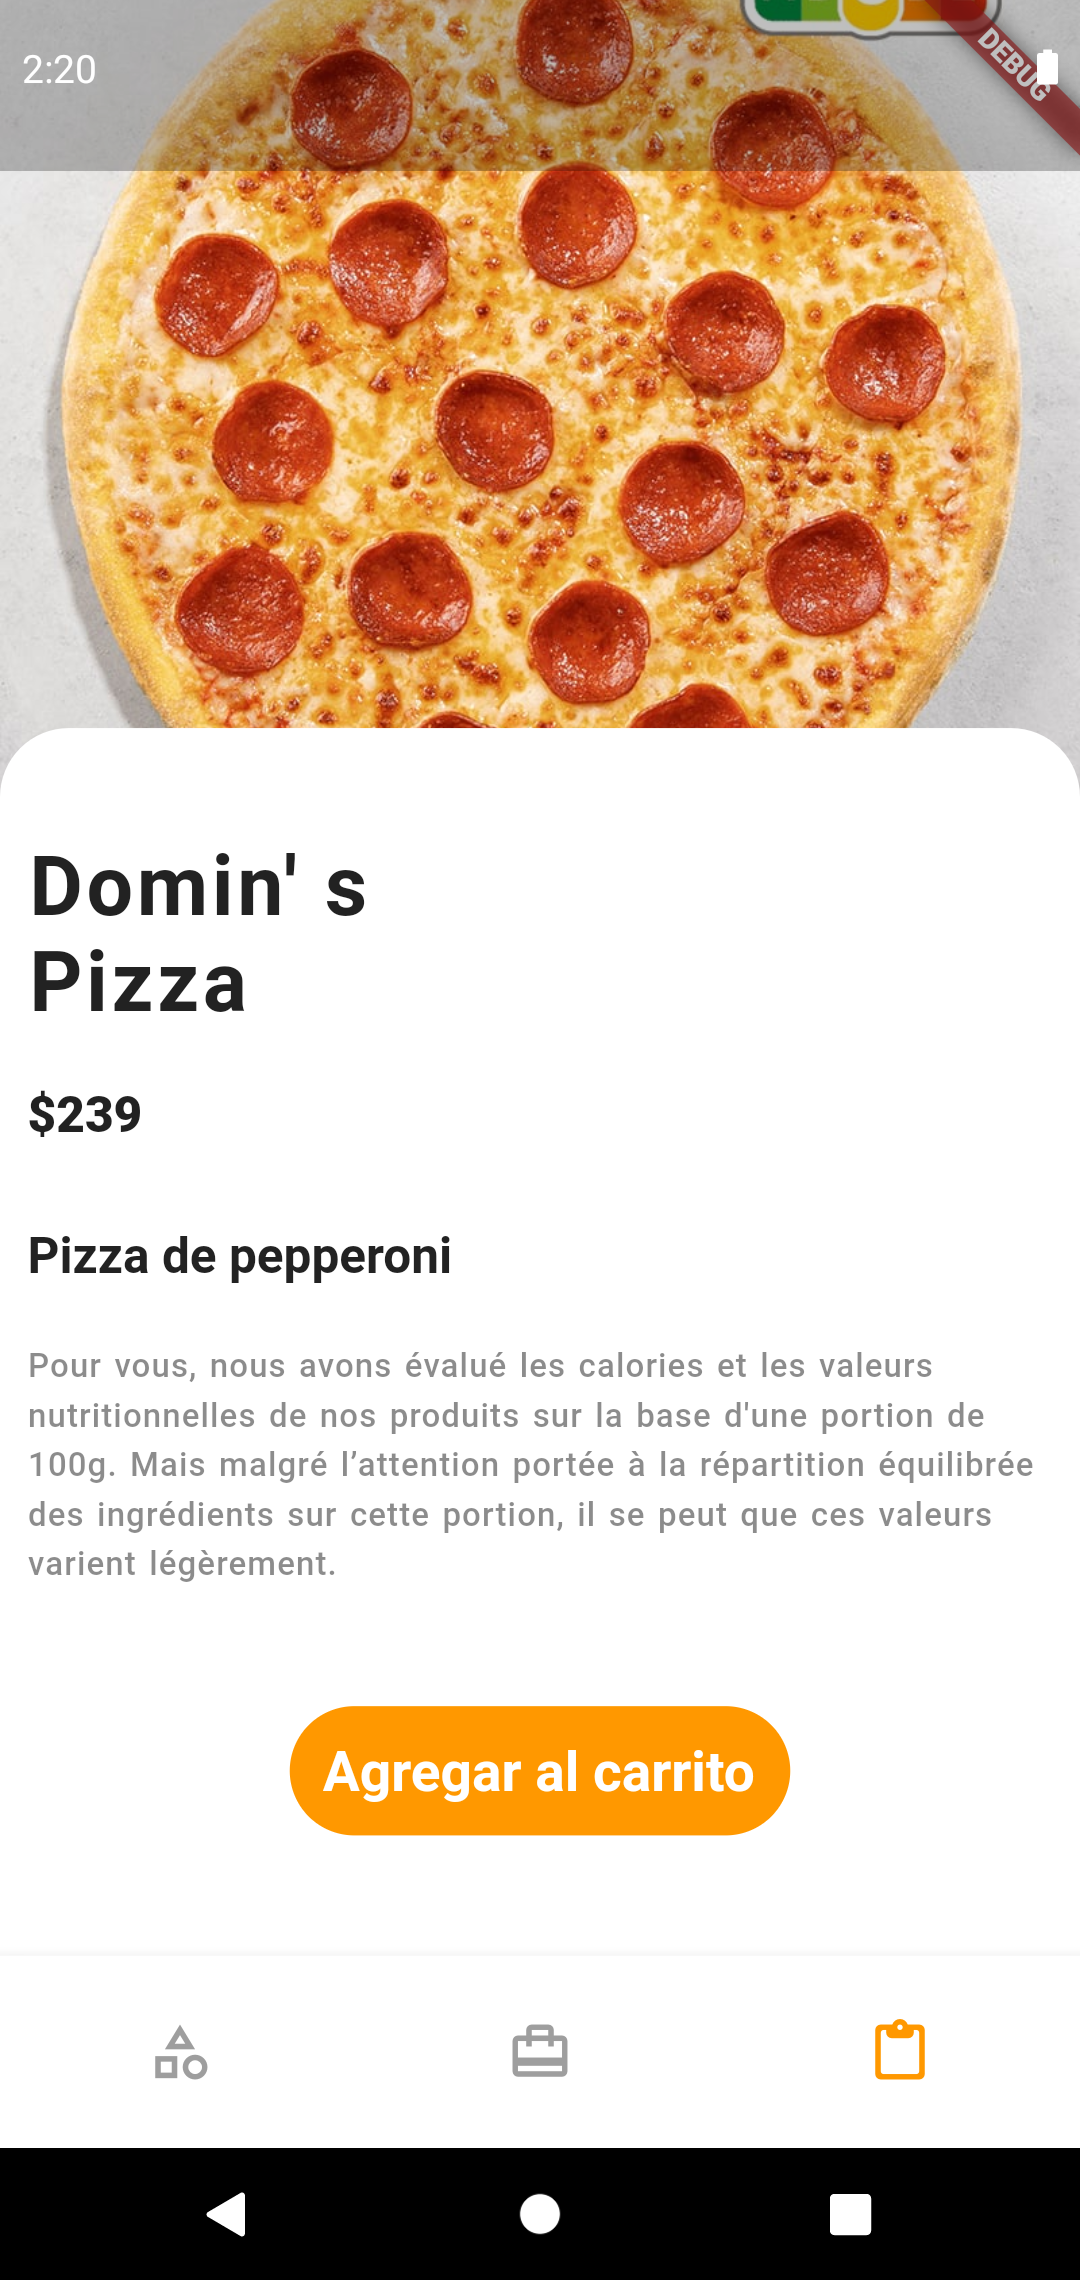 2:20
DEBUG
Domin' s
Pizza
$239
Pizza de pepperoni
Pour vous, nous avons évalué les calories et les valeurs
nutritionnelles de nos produits sur la base d'une portion de
100g. Mais malgré l’attention portée à la répartition équilibrée
des ingrédients sur cette portion, il se peut que ces valeurs
varient légèrement.
Agregar al carrito